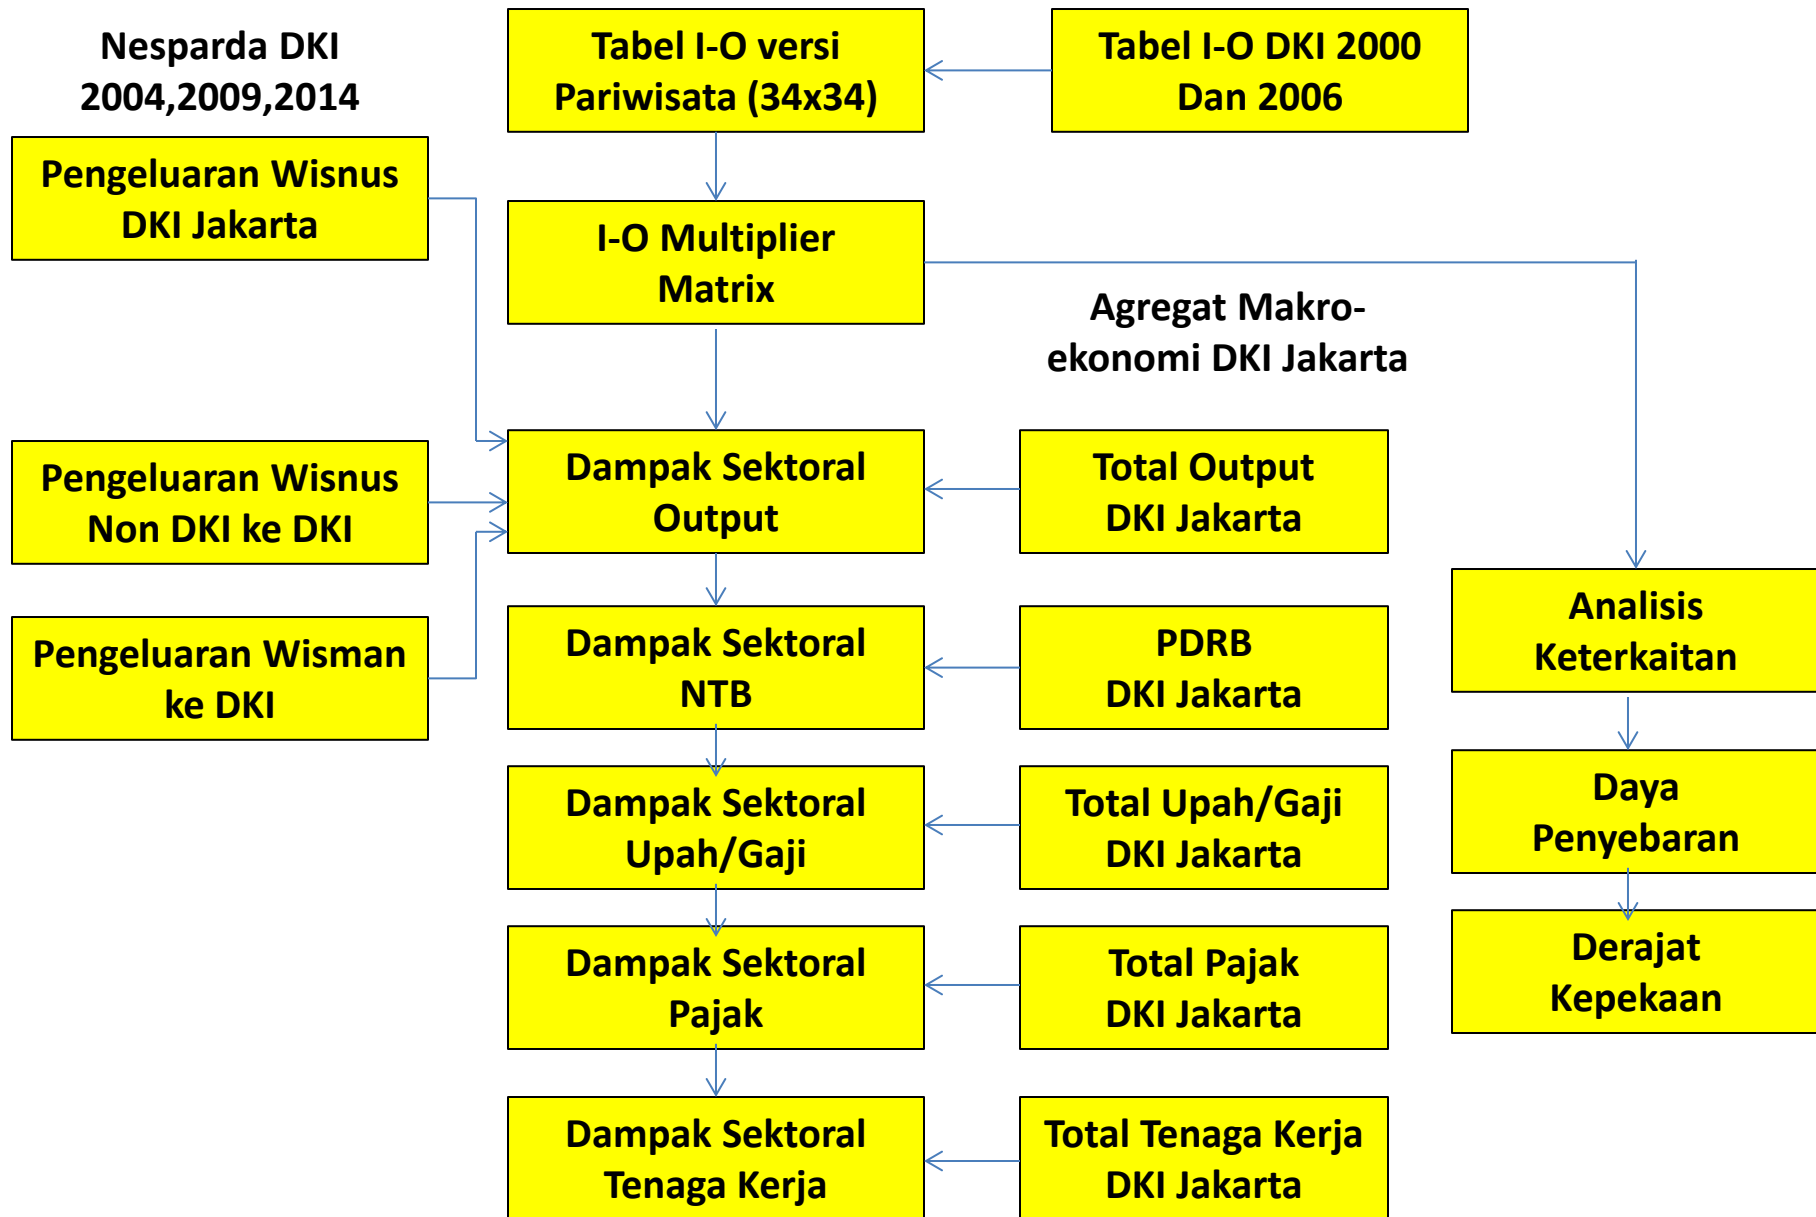 Nesparda DKI
2004,2009,2014
Tabel I-O versi
Pariwisata (34x34)
Tabel I-O DKI 2000
Dan 2006
Pengeluaran Wisnus
DKI Jakarta
I-O Multiplier
Matrix
Agregat Makro-
ekonomi DKI Jakarta
Pengeluaran Wisnus
Non DKI ke DKI
Dampak Sektoral
Output
Total Output
DKI Jakarta
Pengeluaran Wisman
ke DKI
Dampak Sektoral
NTB
PDRB
DKI Jakarta
Analisis
Keterkaitan
Dampak Sektoral
Upah/Gaji
Total Upah/Gaji
DKI Jakarta
Daya
Penyebaran
Dampak Sektoral
Pajak
Total Pajak
DKI Jakarta
Derajat
Kepekaan
Dampak Sektoral
Tenaga Kerja
Total Tenaga Kerja
DKI Jakarta